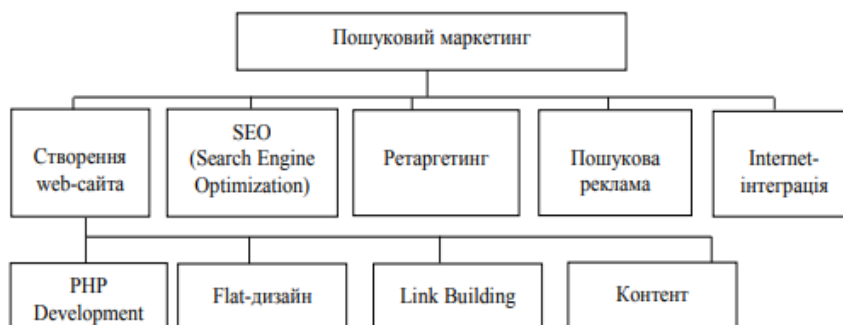 Пошуковий маркетинг
Створення
web-сайта
SEO
(Search Engine
Optimization)
Ретаргетинг
Пошукова
реклама
Internet-
інтеграція
PHP
Development
Flat-дизайн
Link Building
Контент